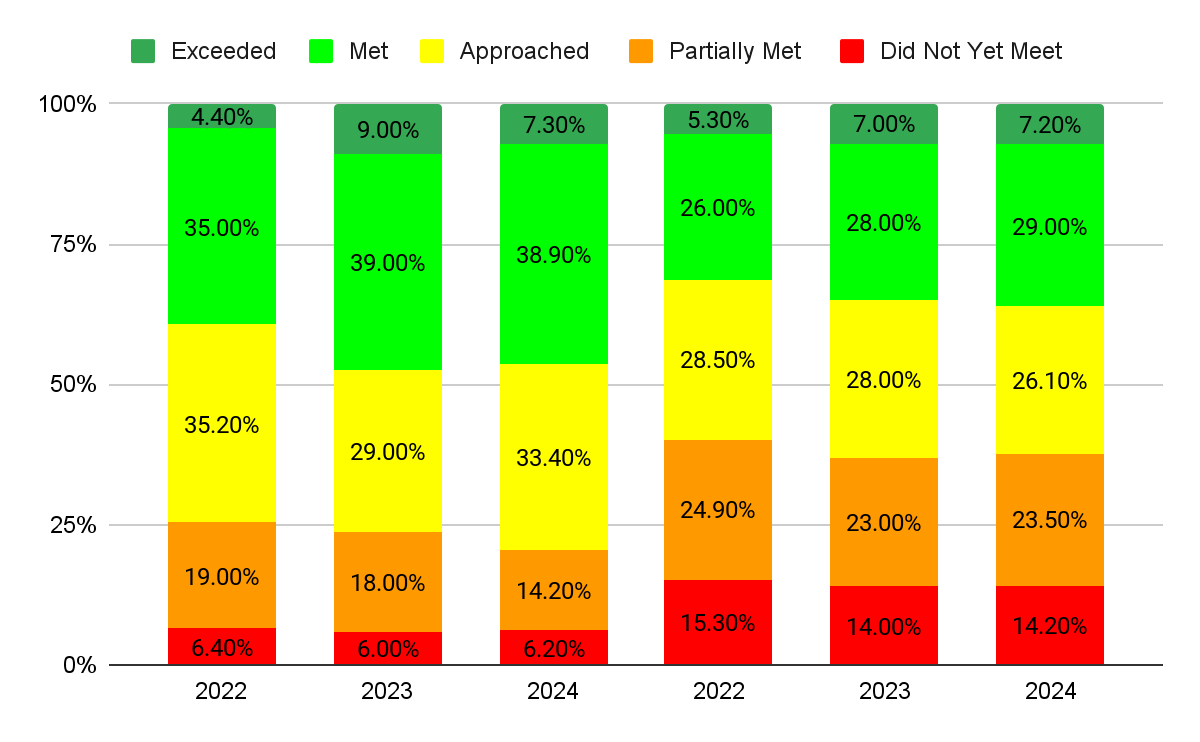 Exceeded Met Approached Partially Met Did Not Yet Meet
100%
4.40% 9.00% 7.30% 5.30% 7.00% 7.20%
35.00% 39.00% 38.90% 26.00% 28.00% 29.00%
75%
35.20% 29.00% 33.40% 28.50% 28.00% 26.10%
50%
19.00% 18.00% 14.20% 24.90% 23.00% 23.50%
25%
6.40% 6.00% 6.20% 15.30% 14.00% 14.20%
0%
2022 2023 2024 2022 2023 2024